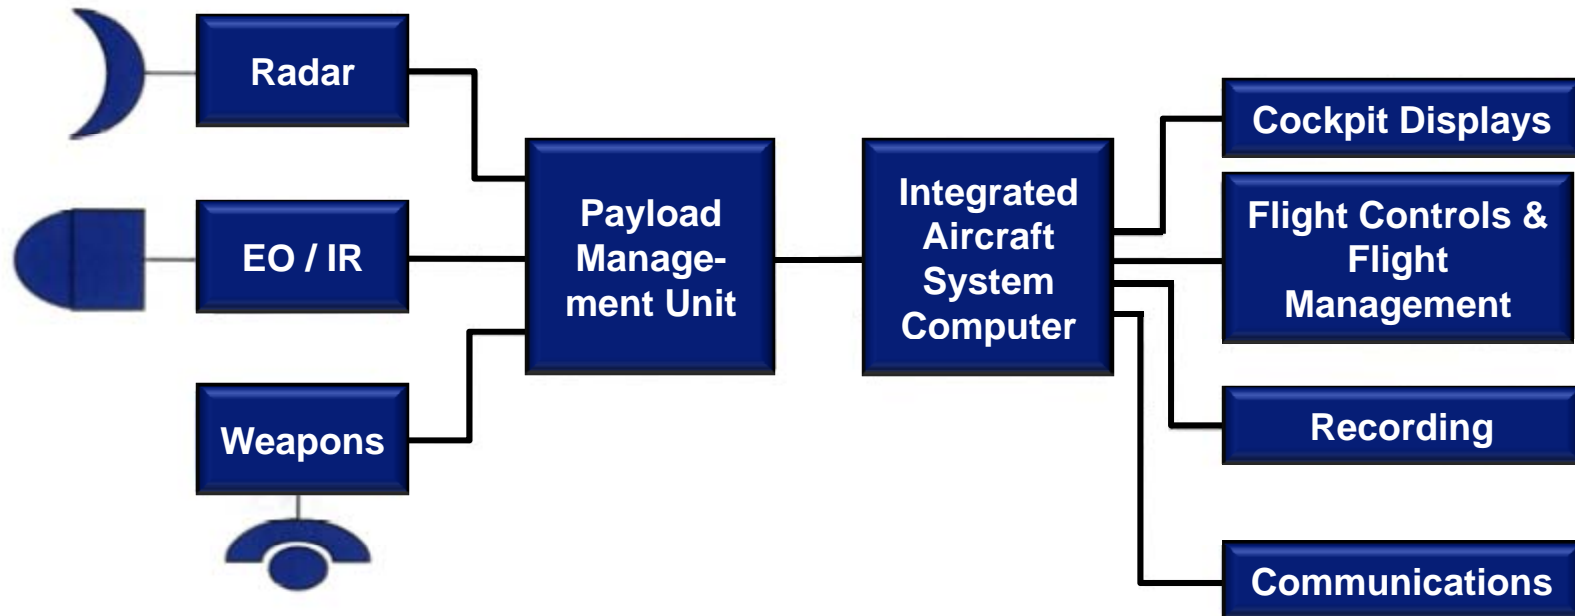 Radar
EO / IR
Weapons
Payload
Manage-
ment Unit
Integrated
Aircraft
System
Computer
Cockpit Displays
Flight Controls &
Flight
Management
Recording
Communications